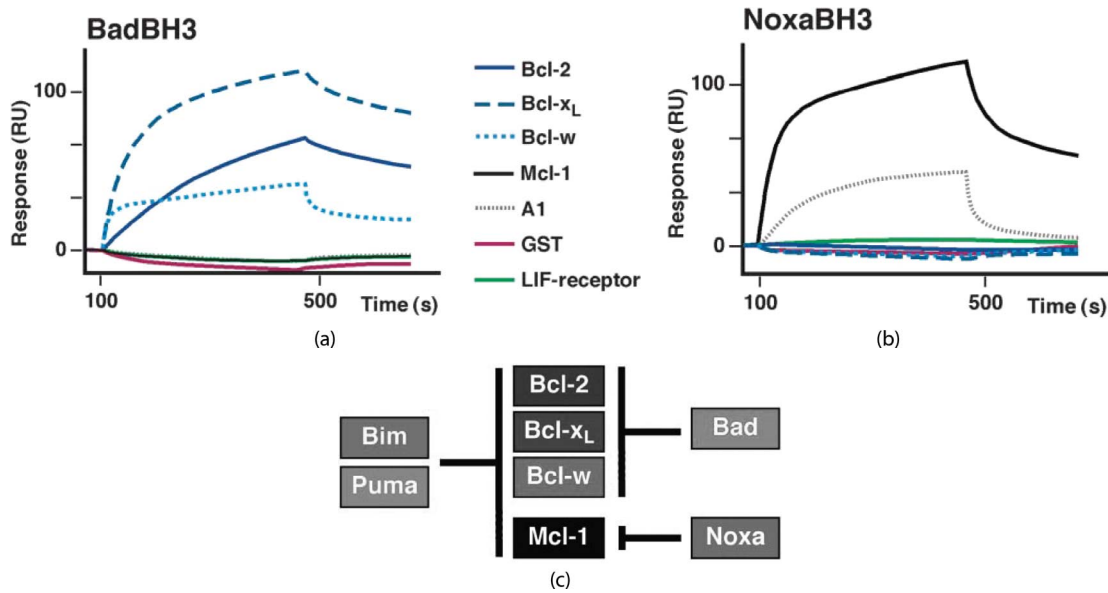 BadBH3
Response (RU)
100
0
100
500
Time (s)
(a)
Bcl-2
Bcl-xL
Bcl-w
Mcl-1
A1
GST
LIF-receptor
NoxaBH3
Response (RU)
100
0
100
500
Time (s)
(b)
Bim
Puma
Bcl-2
Bcl-xL
Bcl-w
Mcl-1
Bad
Noxa
(c)